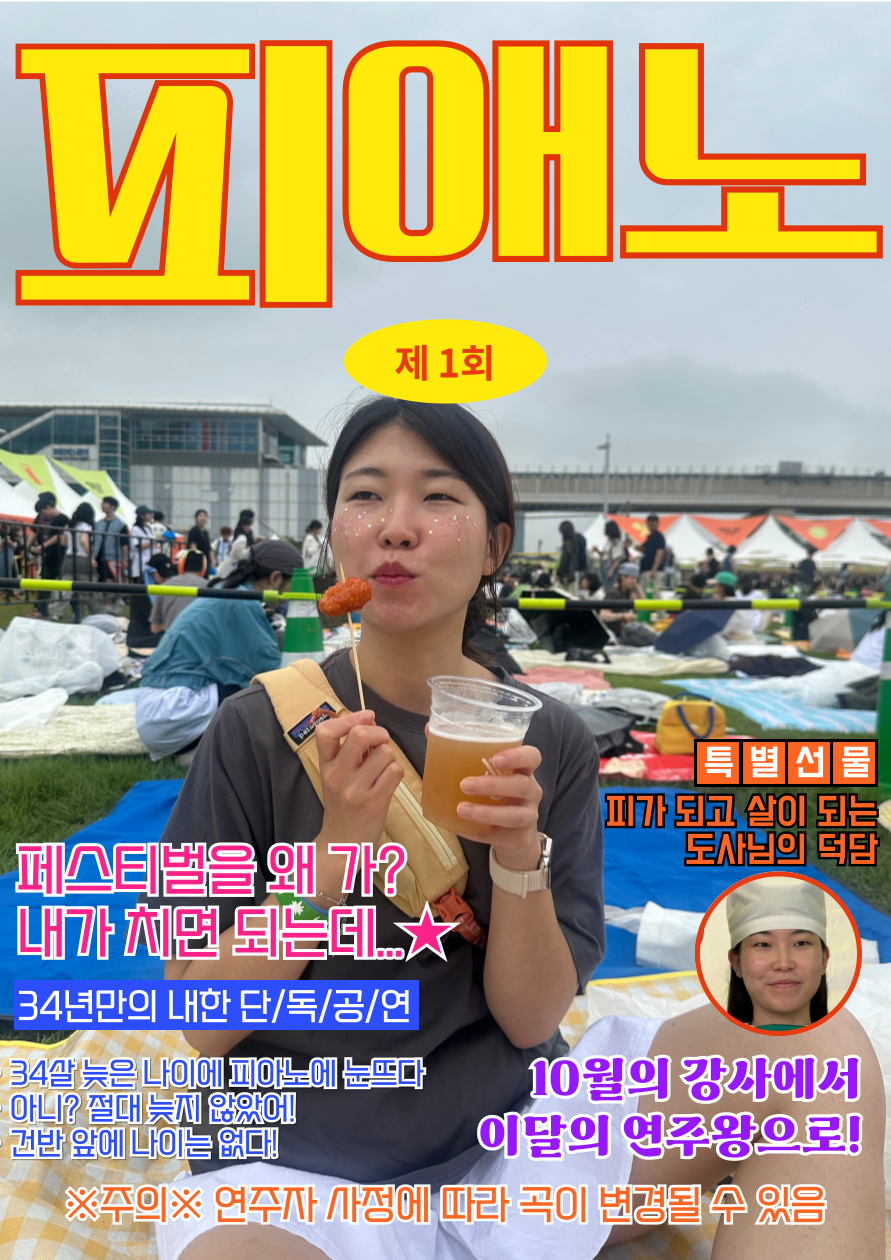 피애노
제 1회
patagonia
특별선물
피가 되고 살이 되는
도사님의 덕담
페스티벌을 왜 가?
내가 치면 되는데...★
34년만의 내한 단/독/공/연
· 34살 늦은 나이에 피아노에 눈뜨다
· 아니? 절대 늦지 않았어!
· 건반 앞에 나이는 없다!
10월의 강사에서
이달의 연주왕으로!
※주의※ 연주자 사정에 따라 곡이 변경될 수 있음